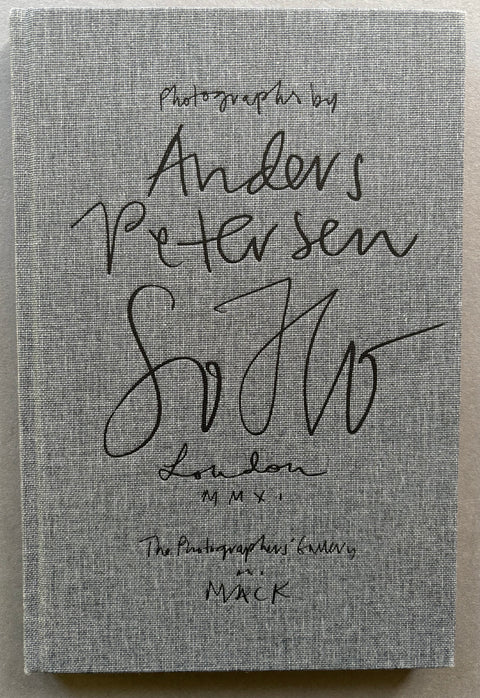 Photographs by
Anders
Petersen
SoHo
London
MMXI
The Photographers' Gallery
MACK